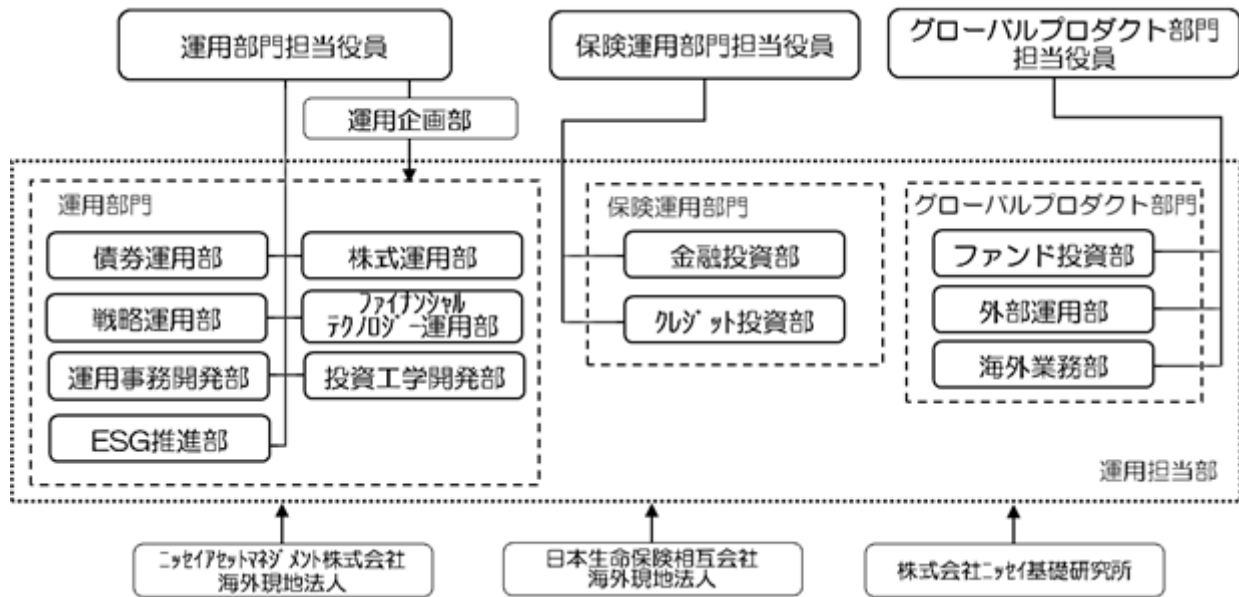 運用部門担当役員
保険運用部門担当役員
グローバルプロダクト部門
担当役員
運用企画部
運用部門
債券運用部
株式運用部
戦略運用部
ファイナンシャル
テクノロジー運用部
運用事務開発部
投資工学開発部
ESG推進部
保険運用部門
金融投資部
クレジット投資部
グローバルプロダクト部門
ファンド投資部
外部運用部
海外業務部
運用担当部
ニッセイアセットマネジメント株式会社
海外現地法人
日本生命保険相互会社
海外現地法人
株式会社ニッセイ基礎研究所